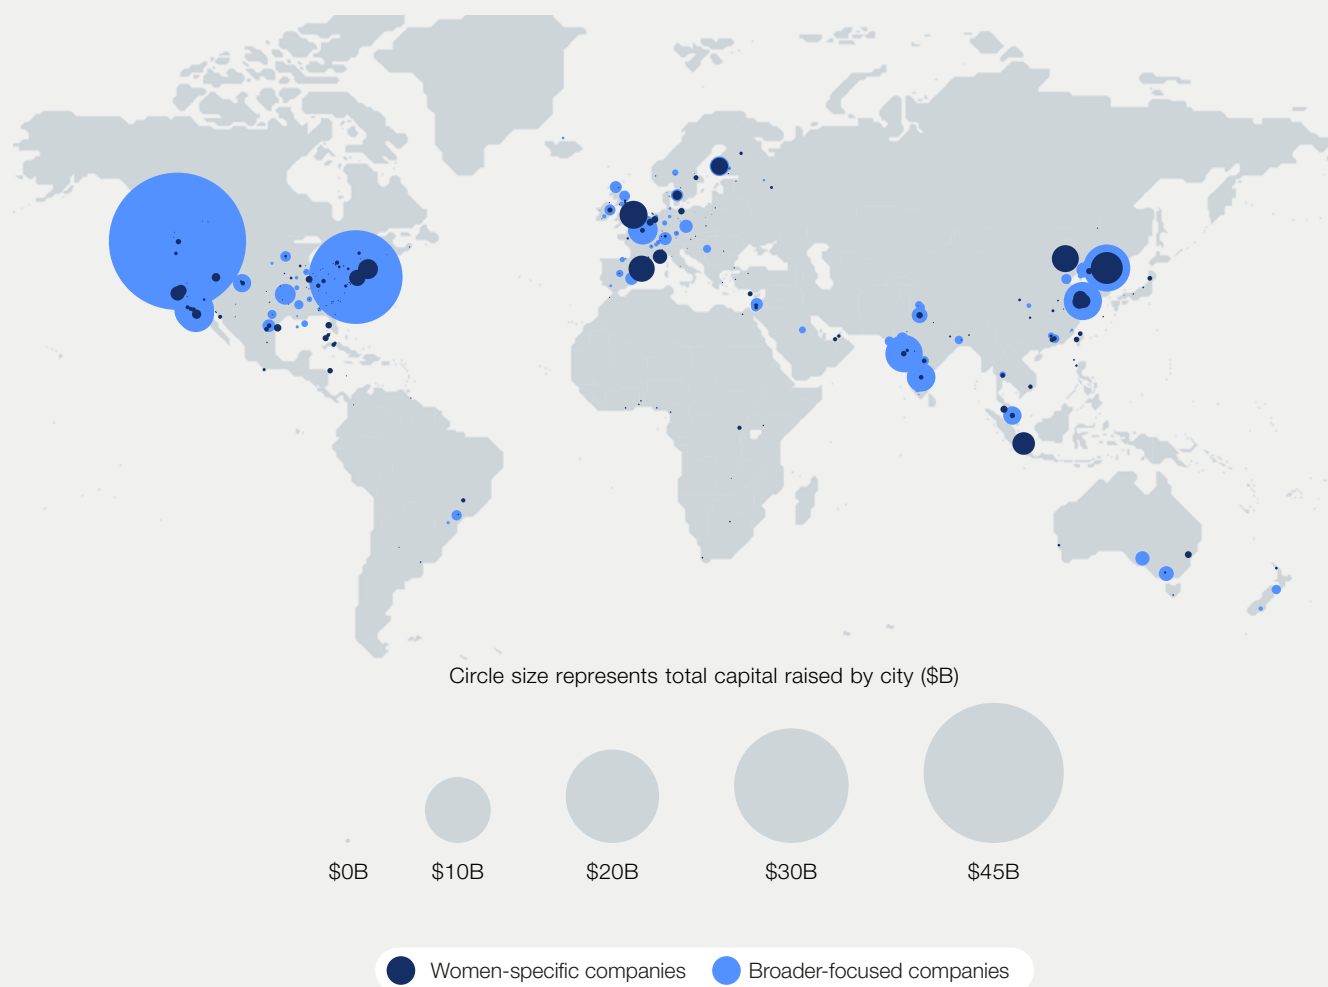 Circle size represents total capital raised by city ($B)
$0B $10B $20B $30B $45B
Women-specific companies Broader-focused companies